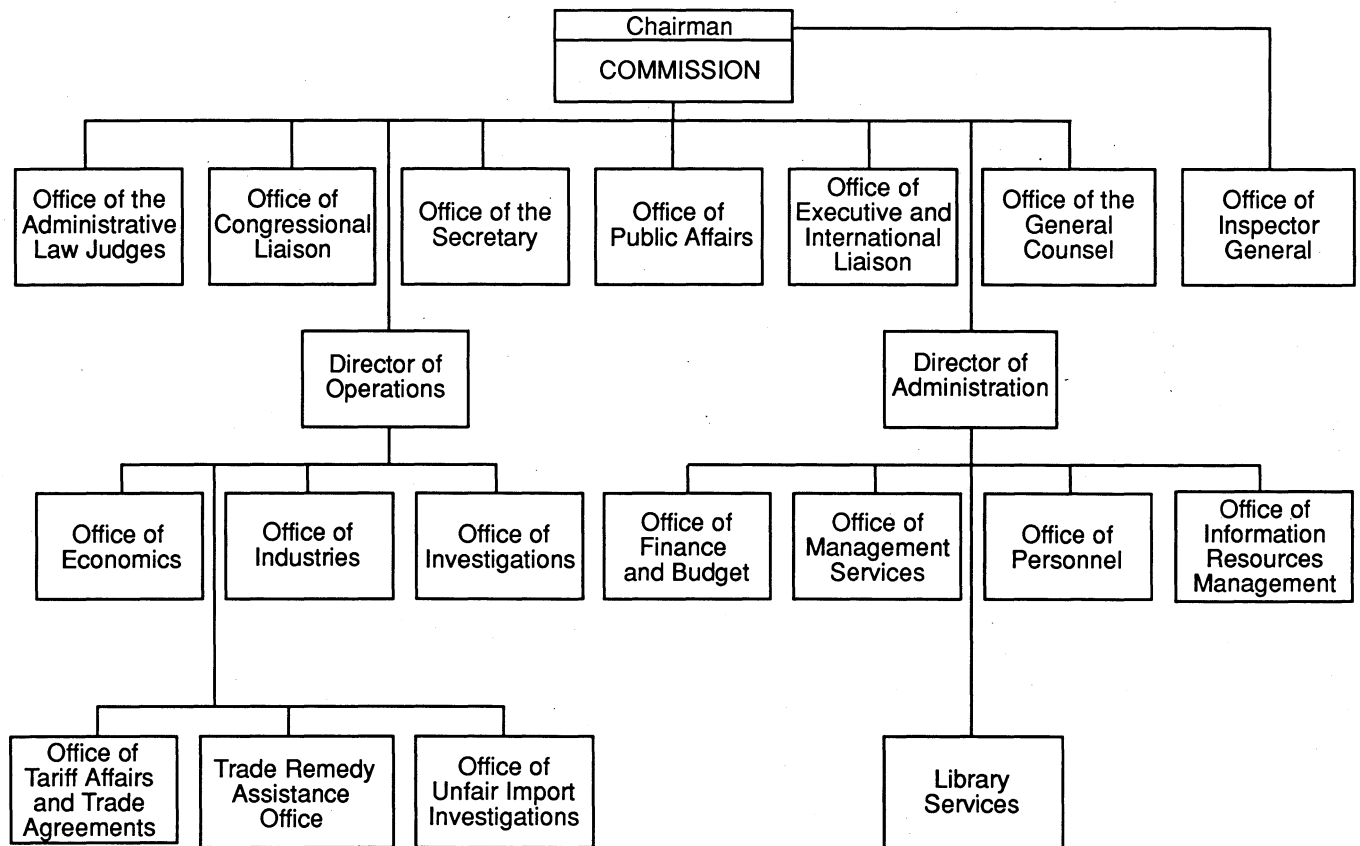 Chairman
COMMISSION
Office of the
Administrative
Law Judges
Office of
Congressional
Liaison
Office of the
Secretary
Office of
Public Affairs
Office of
Executive and
International
Liaison
Office of the
General
Counsel
Office of
Inspector
General
Director of
Operations
Director of
Administration
Office of
Economics
Office of
Industries
Office of
Investigations
Office of
Finance
and Budget
Office of
Management
Services
Office of
Personnel
Office of
Information
Resources
Management
Office of
Tariff Affairs
and Trade
Agreements
Trade Remedy
Assistance
Office
Office of
Unfair Import
Investigations
Library
Services